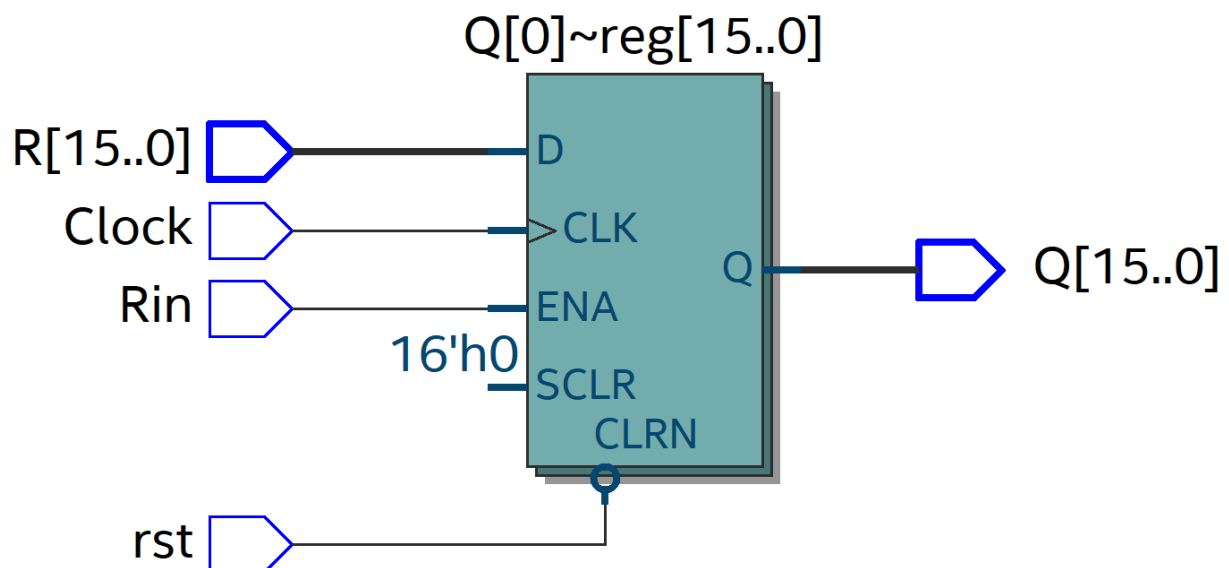 Q[0]~reg[15..0]
R[15..0]
D
Clock
CLK
Q
Q[15..0]
Rin
ENA
16'h0
SCLR
CLRN
rst